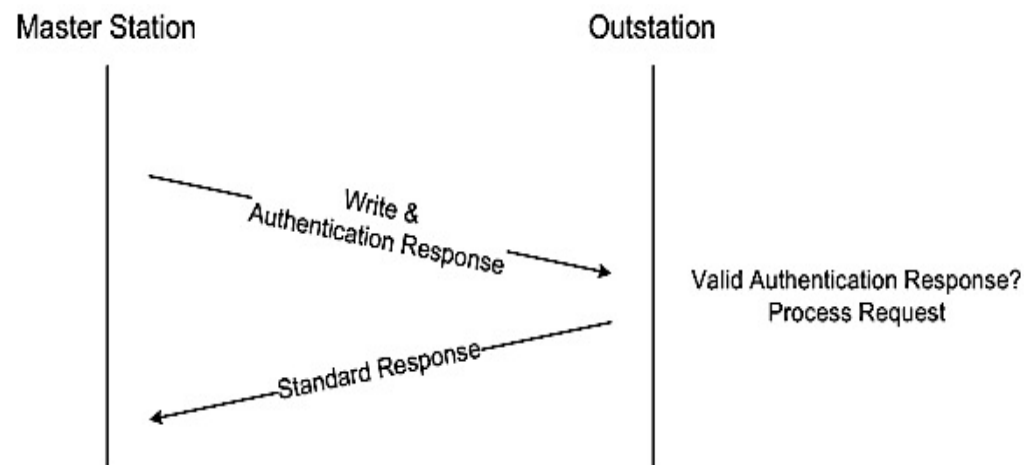 Master Station
Outstation
Write &
Authentication Response
Valid Authentication Response?
Process Request
Standard Response